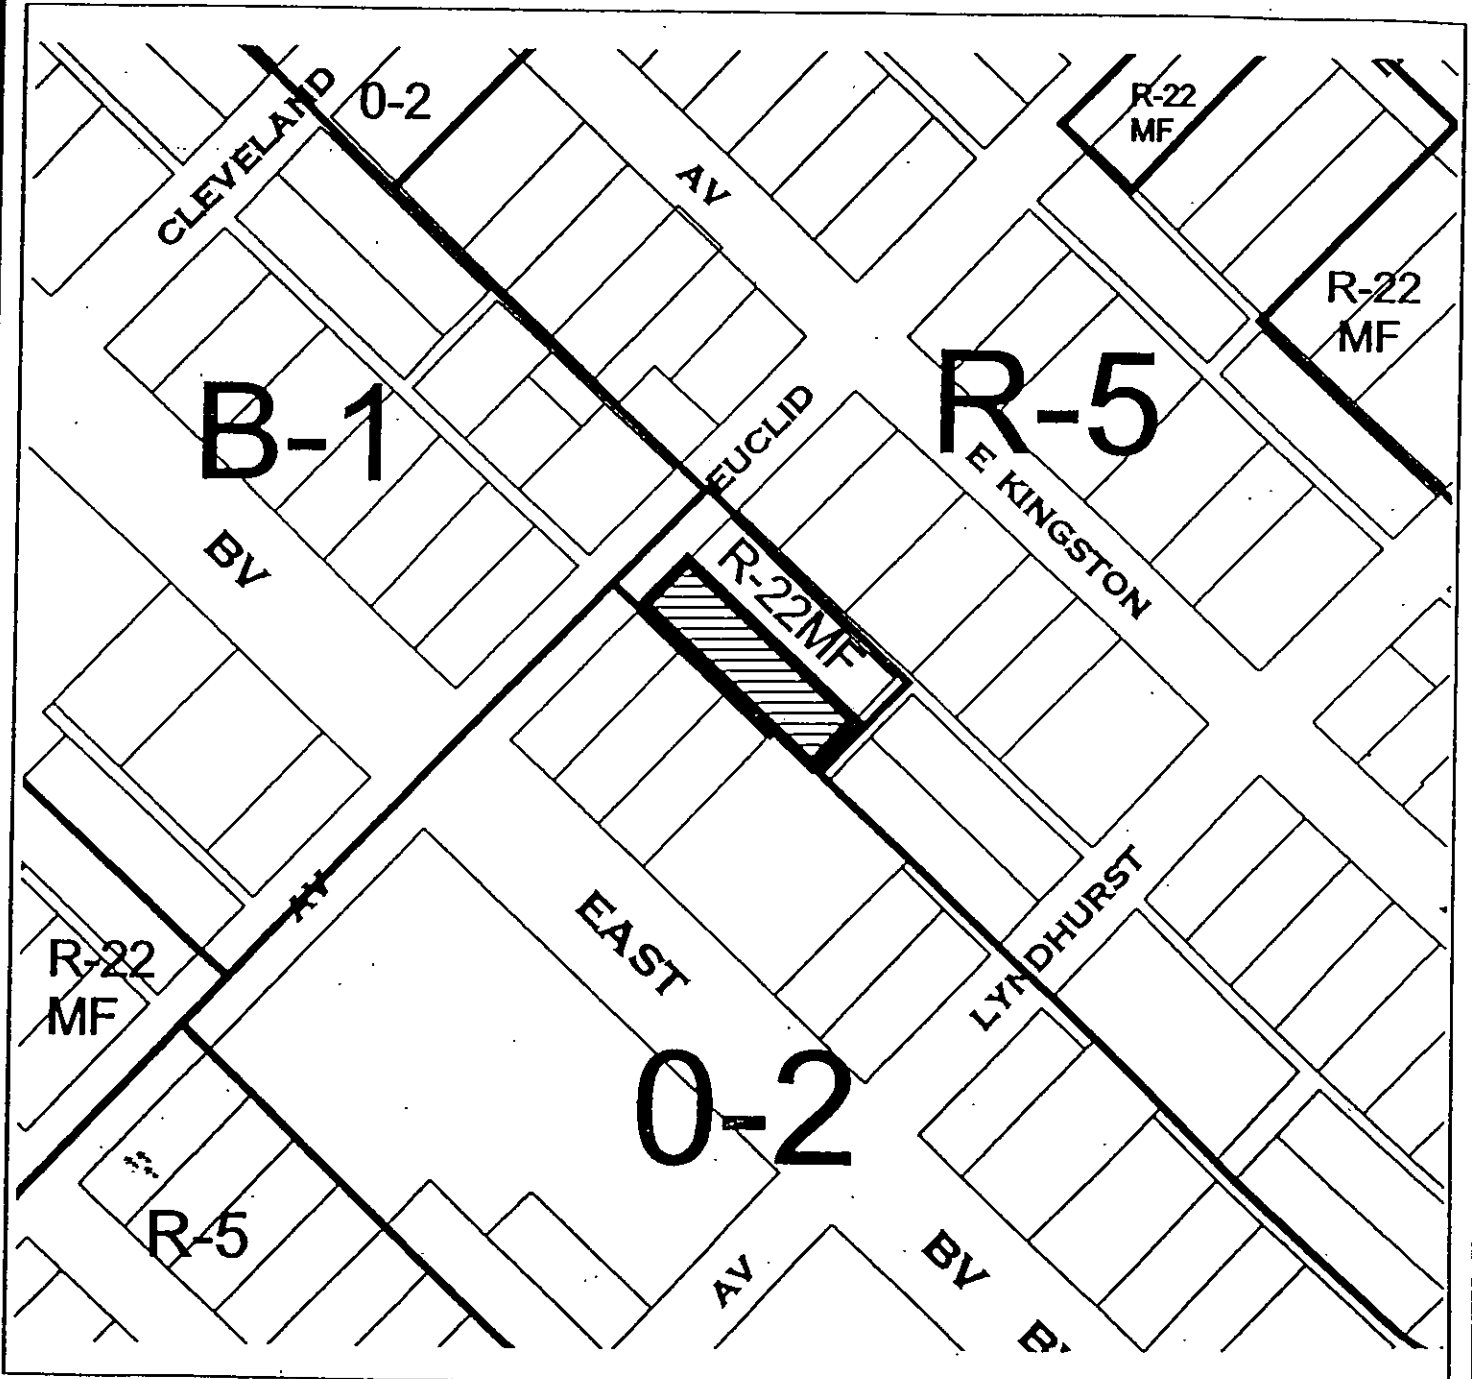 CLEVELAND
0-2
AV
R-22
MF
R-22
MF
B-1
R-5
EUCLID
E KINGSTON
BV
R-22MF
AV
EAST
LYNDHURST
R-22
MF
0-2
R-5
AV
BV